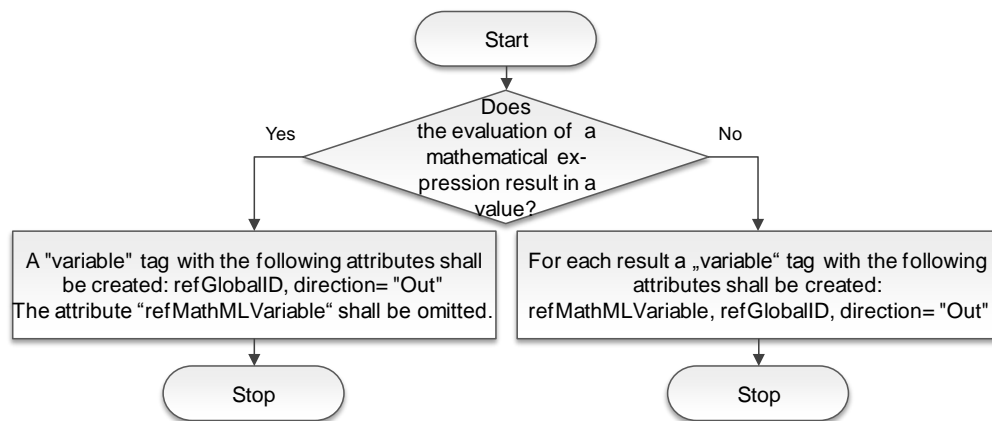 Start
Does
the evaluation of a
mathematical ex-
pression result in a
value?
Yes
No
A "variable" tag with the following attributes shall
be created: refGlobalID, direction= "Out"
The attribute “refMathMLVariable“ shall be omitted.
For each result a „variable“ tag with the following
attributes shall be created:
refMathMLVariable, refGlobalID, direction= "Out"
Stop
Stop